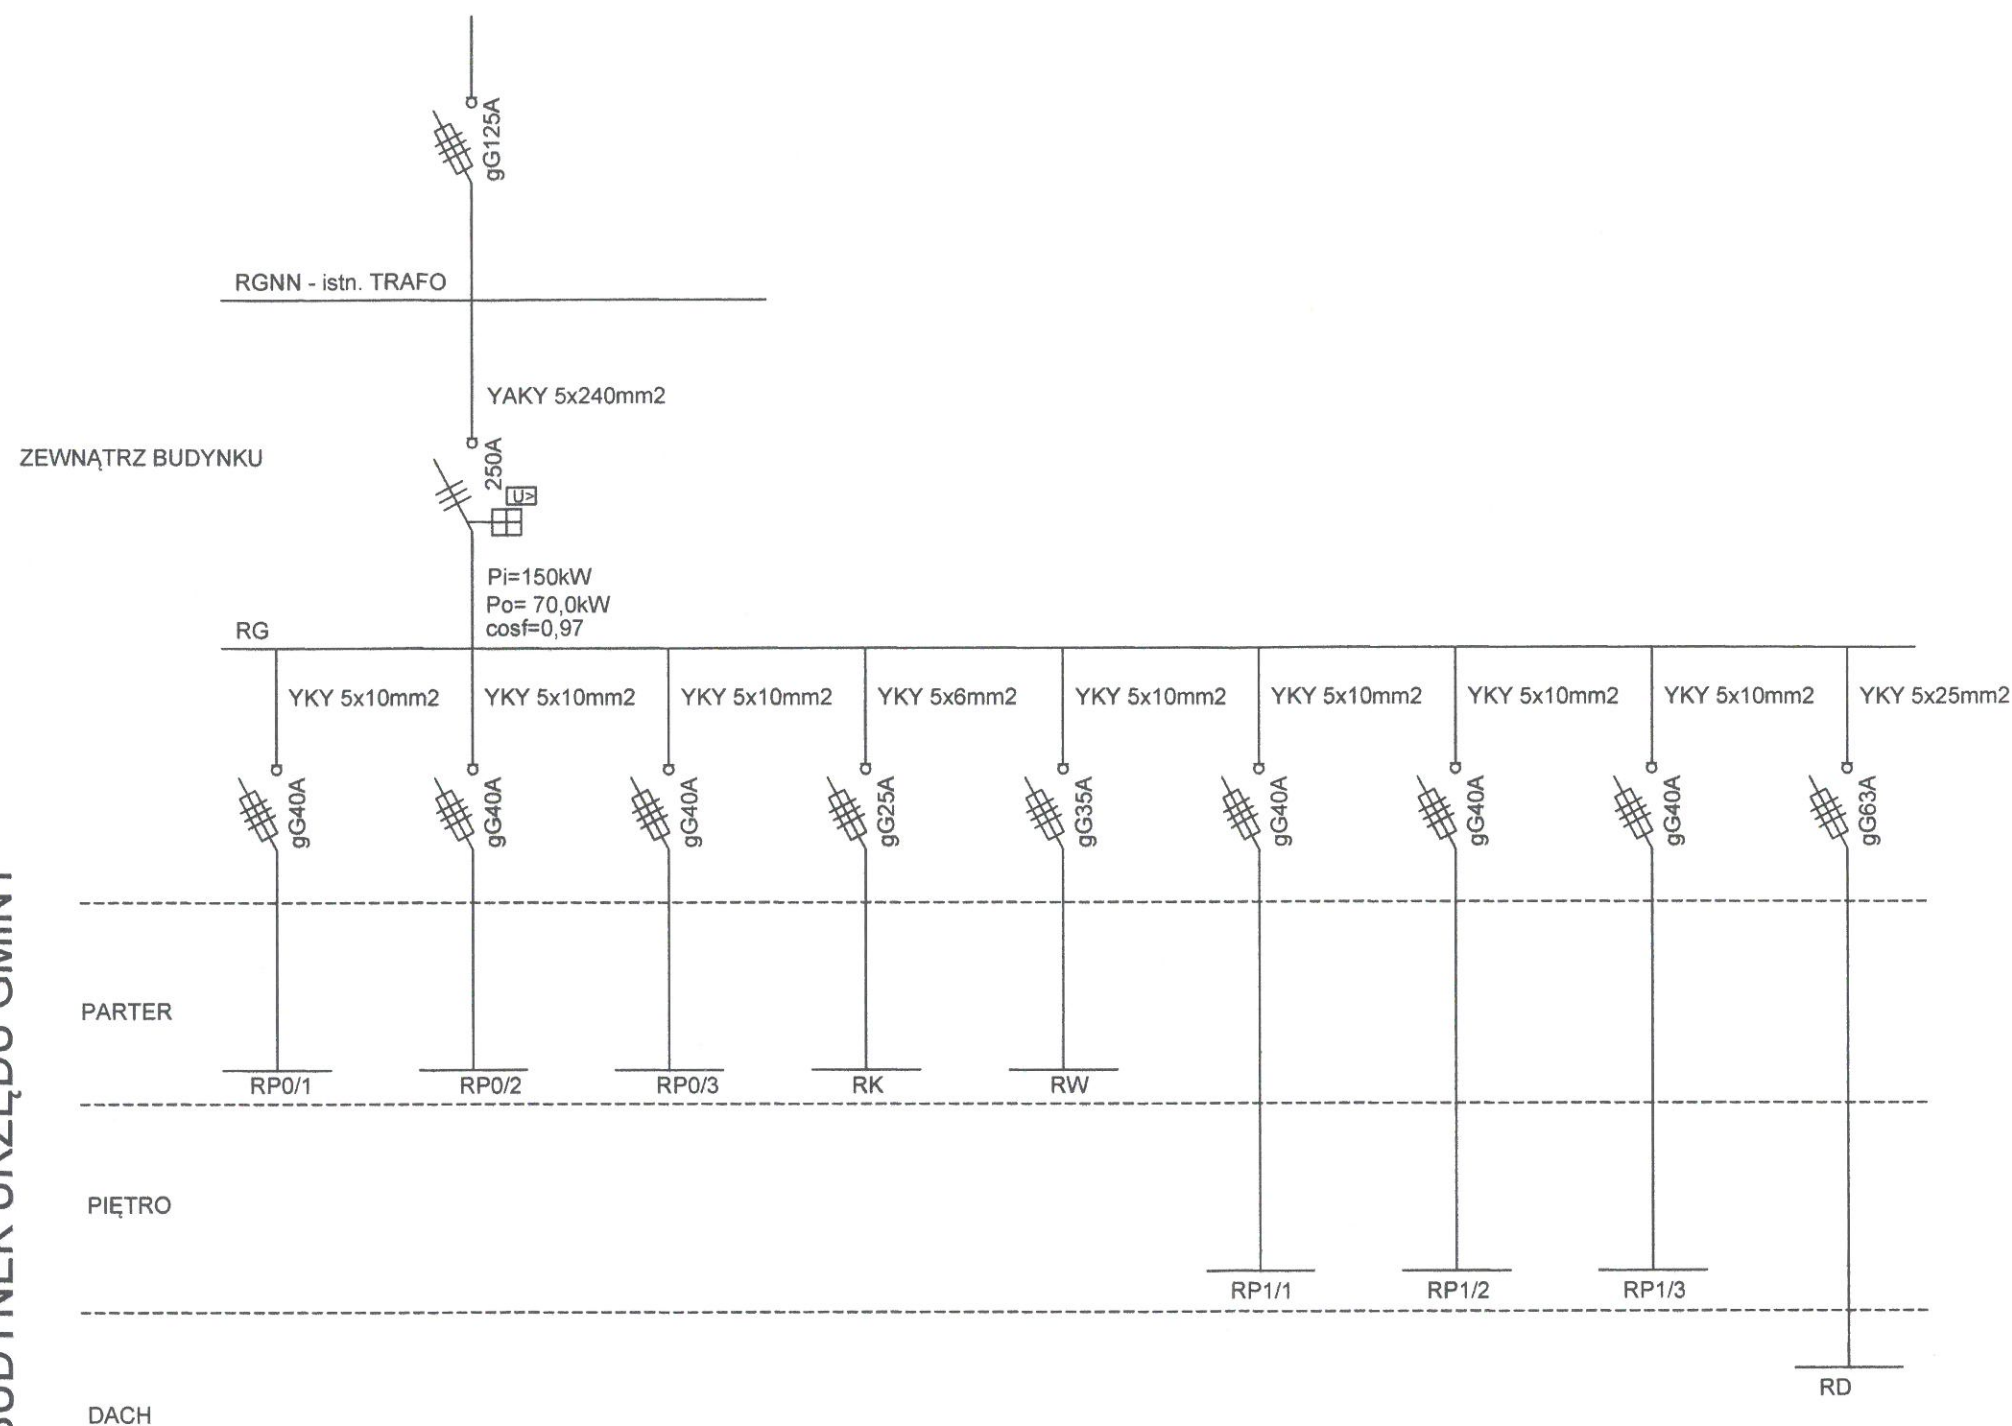 gG125A
RGNN - istn. TRAFO
YAKY 5x240mm2
ZEWNĄTRZ BUDYNKU
250A
U>
Pi=150kW
Po= 70,0kW
cosf=0,97
RG
YKY 5x10mm2 YKY 5x10mm2 YKY 5x10mm2 YKY 5x6mm2 YKY 5x10mm2 YKY 5x10mm2 YKY 5x10mm2 YKY 5x10mm2 YKY 5x25mm2
gG40A gG40A gG40A gG25A gG35A gG40A gG40A gG40A gG63A
PARTER
RP0/1 RP0/2 RP0/3 RK RW
PIĘTRO
RP1/1 RP1/2 RP1/3
RD
DACH
BUDYNEK URZĘDU GMINY